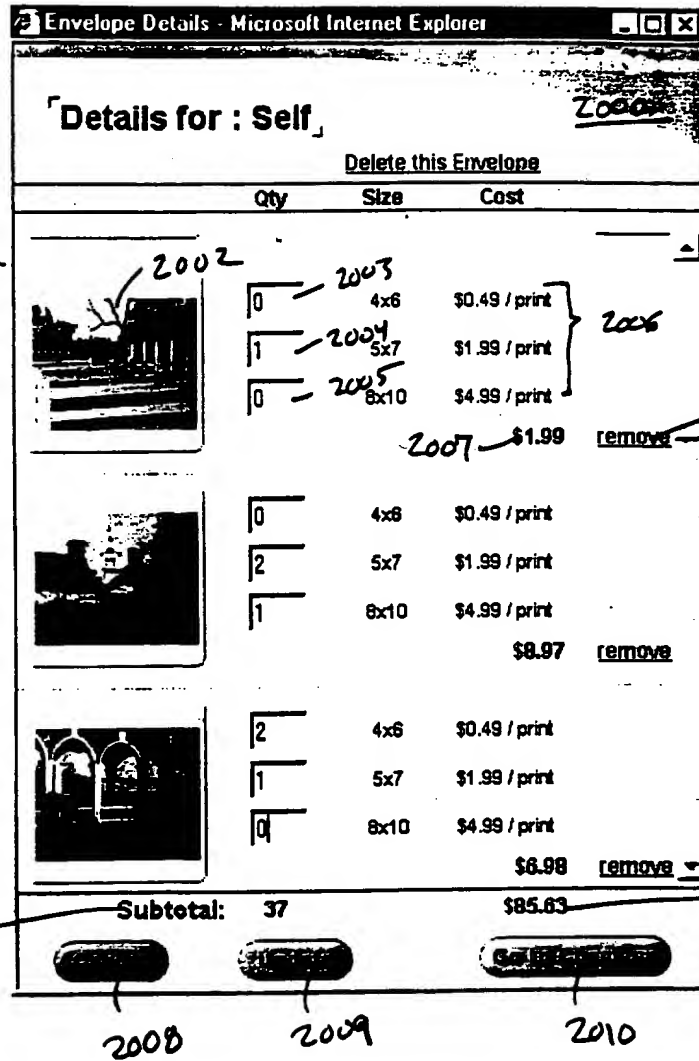 Envelope Details - Microsoft Internet Explorer
Details for : Self
2000
Delete this Envelope
Qty Size Cost
2002
0 2003 4x6 $0.49 / print
1 2004 5x7 $1.99 / print 2006
0 2005 8x10 $4.99 / print
2007 $1.99 remove
0 4x6 $0.49 / print
2 5x7 $1.99 / print
1 8x10 $4.99 / print
$8.97 remove
2 4x6 $0.49 / print
1 5x7 $1.99 / print
0 8x10 $4.99 / print
$6.98 remove
Subtotal: 37 $85.63
2008 2009 2010